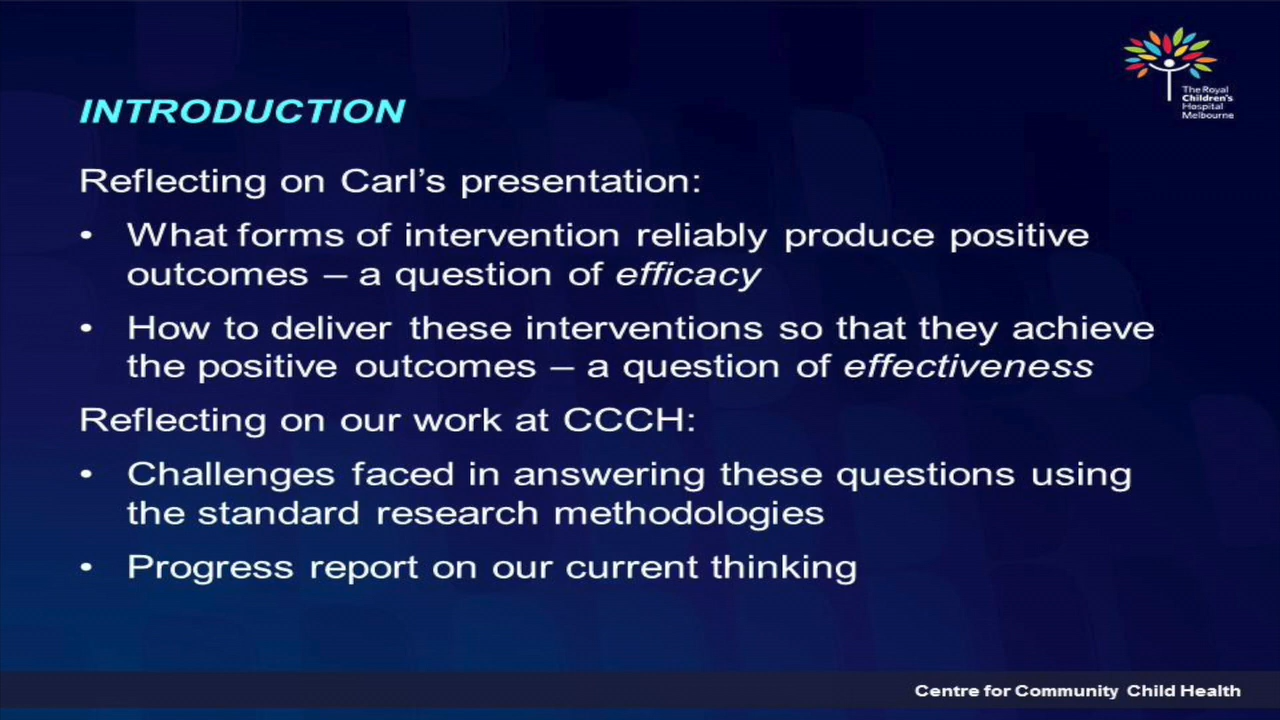 The Royal
Children's
Hospital
Melbourne
INTRODUCTION
Reflecting on Carl's presentation:
• What forms of intervention reliably produce positive
outcomes – a question of efficacy
• How to deliver these interventions so that they achieve
the positive outcomes – a question of effectiveness
Reflecting on our work at CCCH:
• Challenges faced in answering these questions using
the standard research methodologies
• Progress report on our current thinking
Centre for Community Child Health